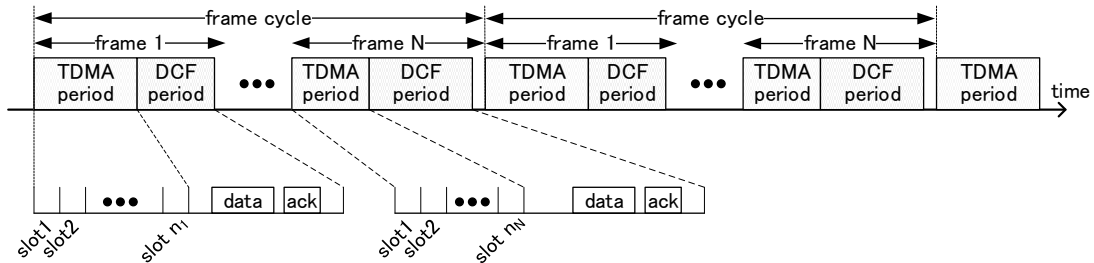 frame cycle frame cycle
frame 1 frame N frame 1 frame N
TDMA period DCF period ••• TDMA period DCF period TDMA period DCF period ••• TDMA period DCF period TDMA period
time
••• data ack ••• data ack
slot1 slot2 slot n1 slot1 slot2 slot nN